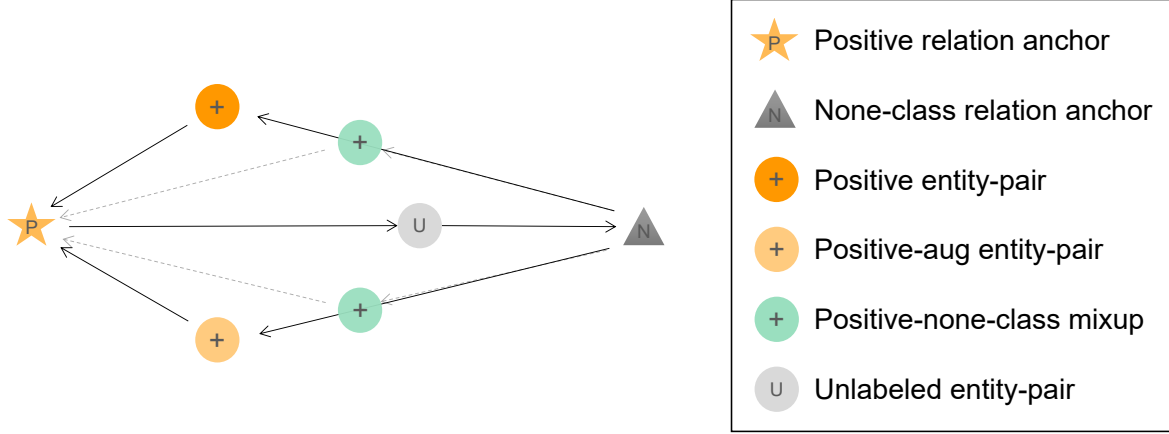 +
+
P
U
N
+
+
P Positive relation anchor
N None-class relation anchor
+ Positive entity-pair
+ Positive-aug entity-pair
+ Positive-none-class mixup
U Unlabeled entity-pair